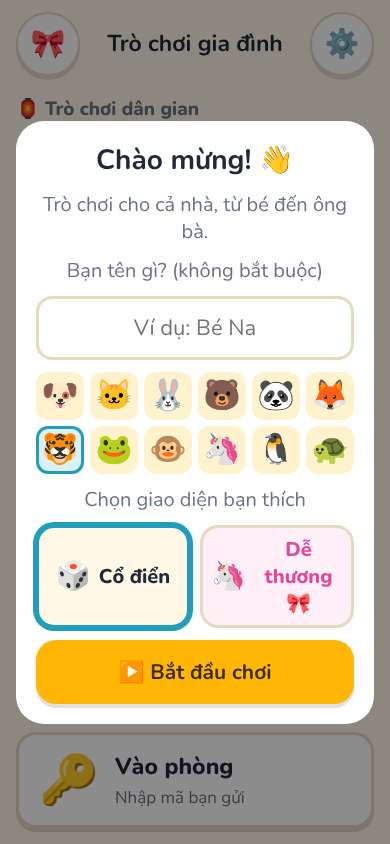 Trò chơi gia đình
Trò chơi dân gian
Chào mừng! 👋
Trò chơi cho cả nhà, từ bé đến ông
bà.
Bạn tên gì? (không bắt buộc)
Ví dụ: Bé Na
Chọn giao diện bạn thích
Cổ điển
Dễ
thương
🎀
Bắt đầu chơi
Vào phòng
Nhập mã bạn gửi